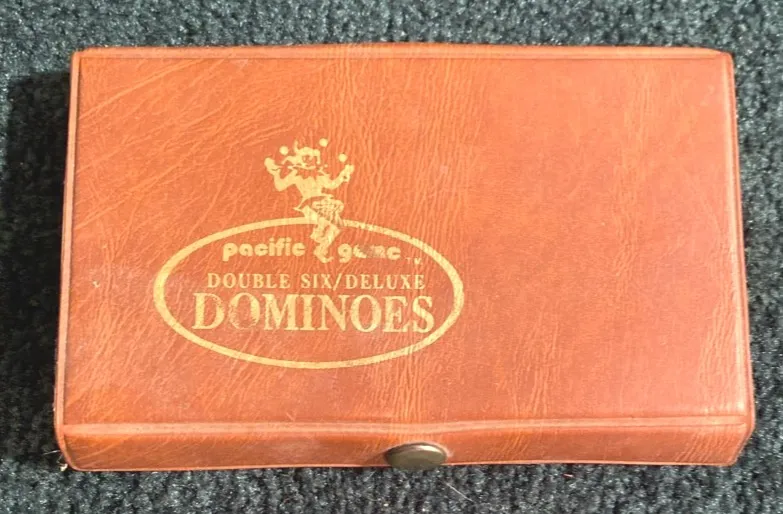 pacific game T.M.
DOUBLE SIX/DELUXE
DOMINOES